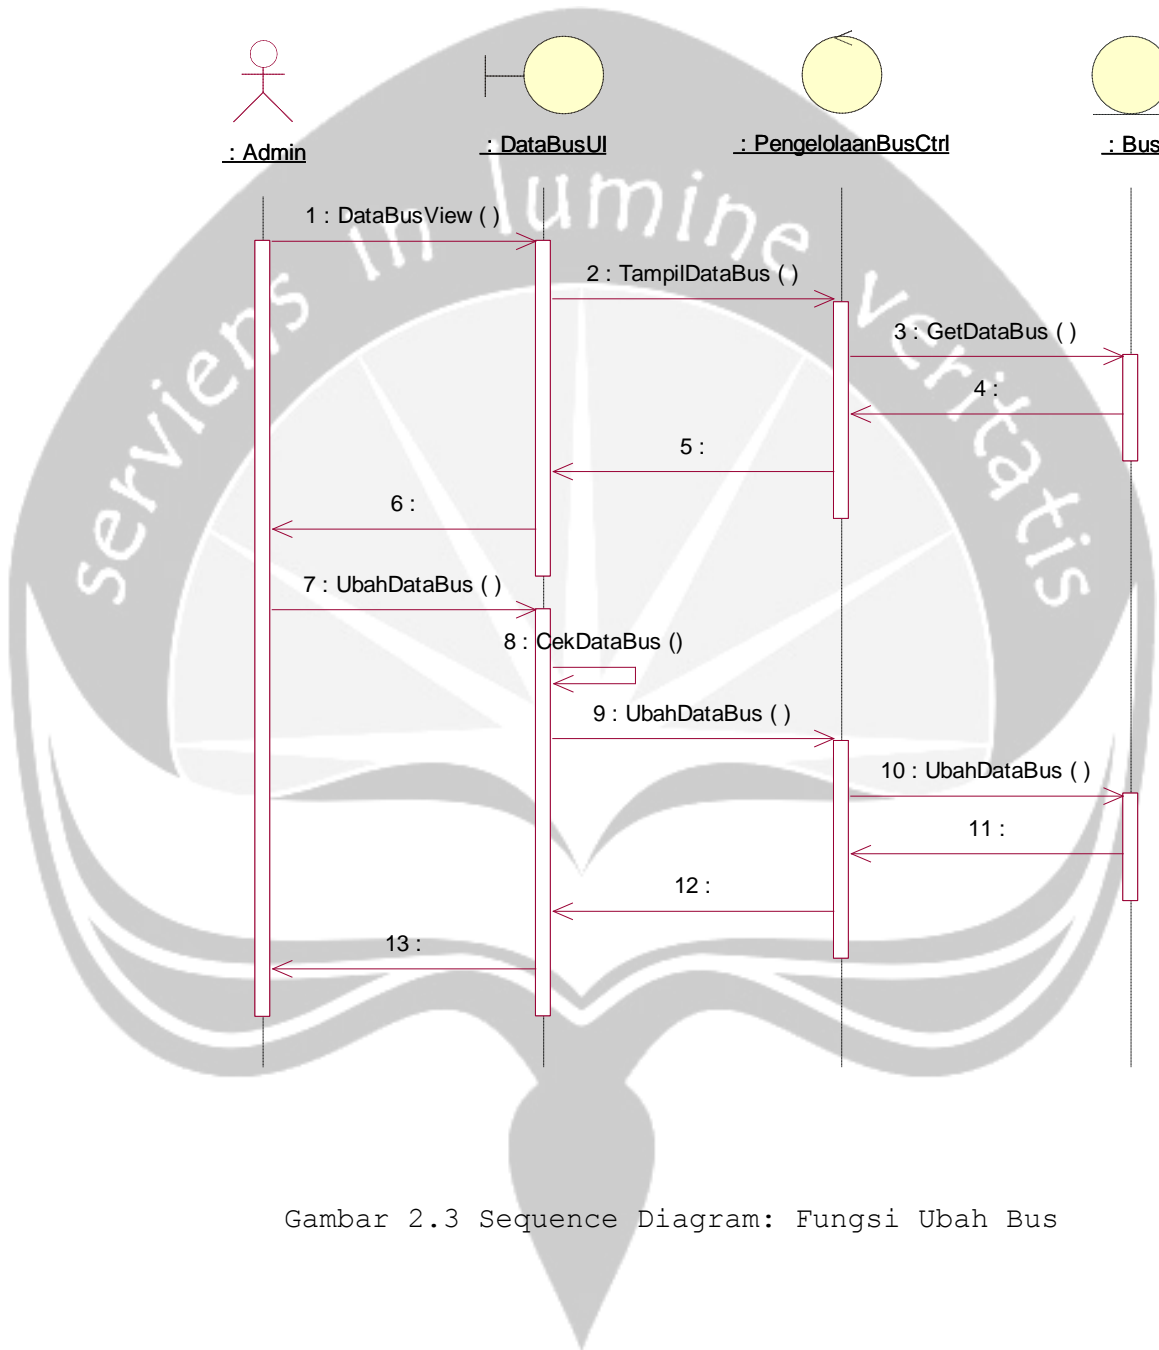 : Admin
: DataBusUI
: PengelolaanBusCtrl
: Bus
serviens in lumine veritatis
1 : DataBusView ( )
2 : TampilDataBus ( )
3 : GetDataBus ( )
4 :
5 :
6 :
7 : UbahDataBus ( )
8 : CekDataBus ()
9 : UbahDataBus ( )
10 : UbahDataBus ( )
11 :
12 :
13 :
Gambar 2.3 Sequence Diagram: Fungsi Ubah Bus